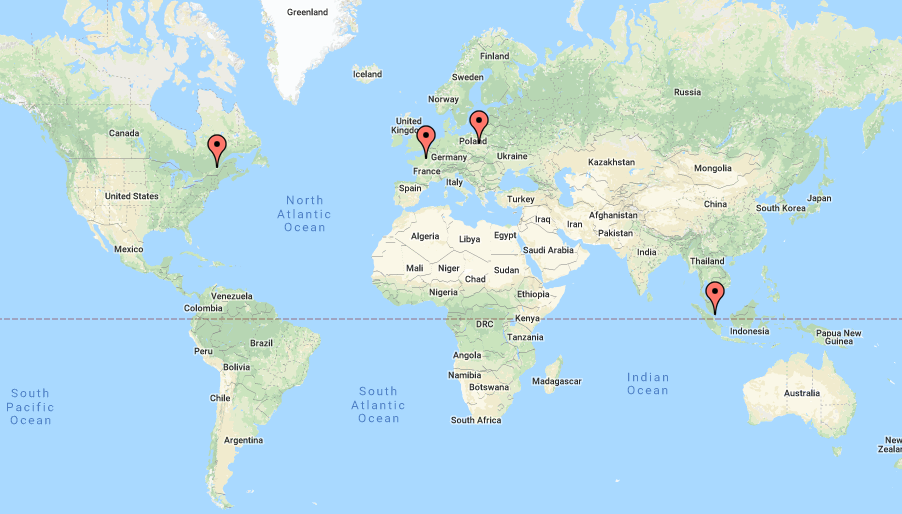 Greenland
Iceland
Finland
Sweden
Norway
Russia
United
Kingdo
Canada
Poland
Germany
Ukraine
France
Kazakhstan
Mongolia
Spain
Italy
Turkey
United States
North
Atlantic
Ocean
Japan
China
South Korea
Afghanistan
Iraq
Iran
Pakistan
Algeria
Libya
Egypt
Saudi Arabia
Mexico
India
Thailand
Mali
Niger
Chad
Sudan
Nigeria
Ethiopia
Venezuela
Colombia
Kenya
DRC
Tanzania
Indonesia
Papua New
Guinea
Peru
Brazil
Bolivia
Angola
Namibia
Botswana
Madagascar
Indian
Ocean
Chile
South
Pacific
Ocean
South
Atlantic
Ocean
Australia
South Africa
Argentina
New
Zealan